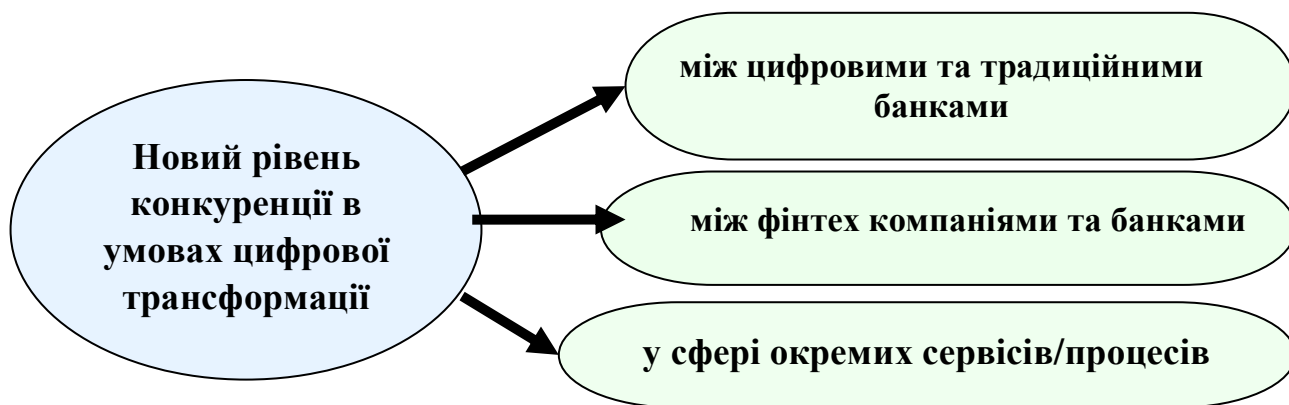 Новий рівень
конкуренції в
умовах цифрової
трансформації
між цифровими та традиційними
банками
між фінтех компаніями та банками
у сфері окремих сервісів/процесів